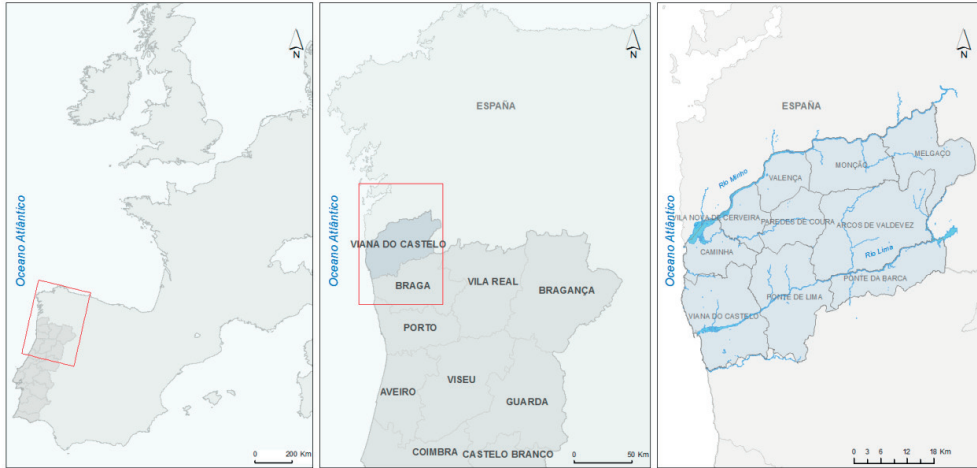 N
Oceano Atlântico
0 200 Km
N
ESPAÑA
Oceano Atlântico
VIANA DO CASTELO
BRAGA
VILA REAL
BRAGANÇA
PORTO
AVEIRO
VISEU
GUARDA
COIMBRA
CASTELO BRANCO
0 50 Km
N
ESPAÑA
Oceano Atlântico
MELGAÇO
MONÇÃO
VALENÇA
Rio Minho
VILA NOVA DE CERVEIRA
PAREDES DE COURA
ARCOS DE VALDEVEZ
CAMINHA
Rio Lima
PONTE DA BARCA
PONTE DE LIMA
VIANA DO CASTELO
0 3 6 12 18 Km